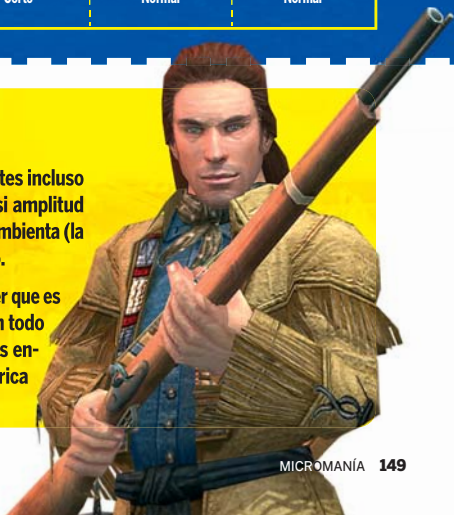 Corto Normal Normal
tes incluso
si amplitud
mbienta (la
.
r que es
n todo
s en-
rica
MICROMANÍA 149